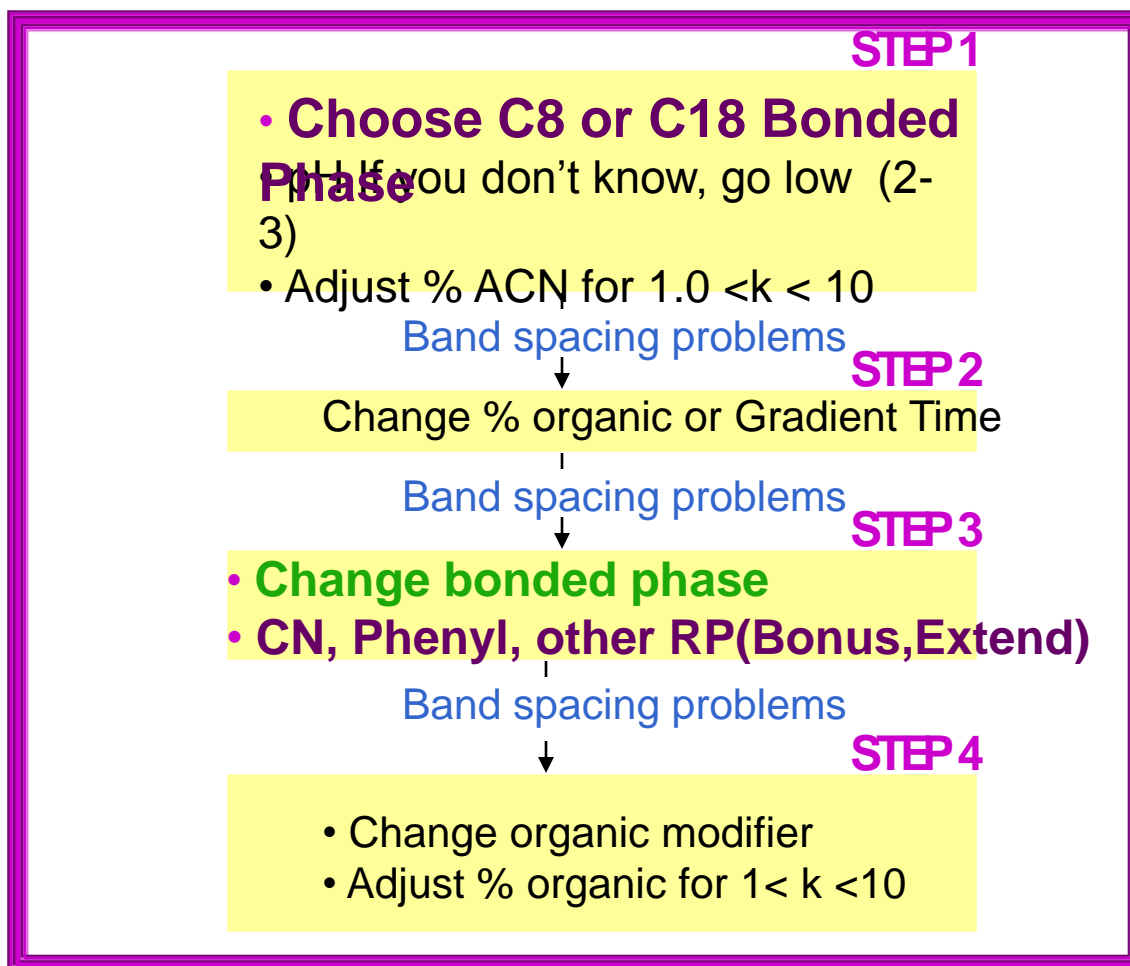 STEP 1
• Choose C8 or C18 Bonded
Phase
• pH If you don’t know, go low (2-
3)
• Adjust % ACN for 1.0 <k < 10
Band spacing problems
STEP 2
Change % organic or Gradient Time
Band spacing problems
STEP 3
• Change bonded phase
• CN, Phenyl, other RP(Bonus,Extend)
Band spacing problems
STEP 4
• Change organic modifier
• Adjust % organic for 1< k <10